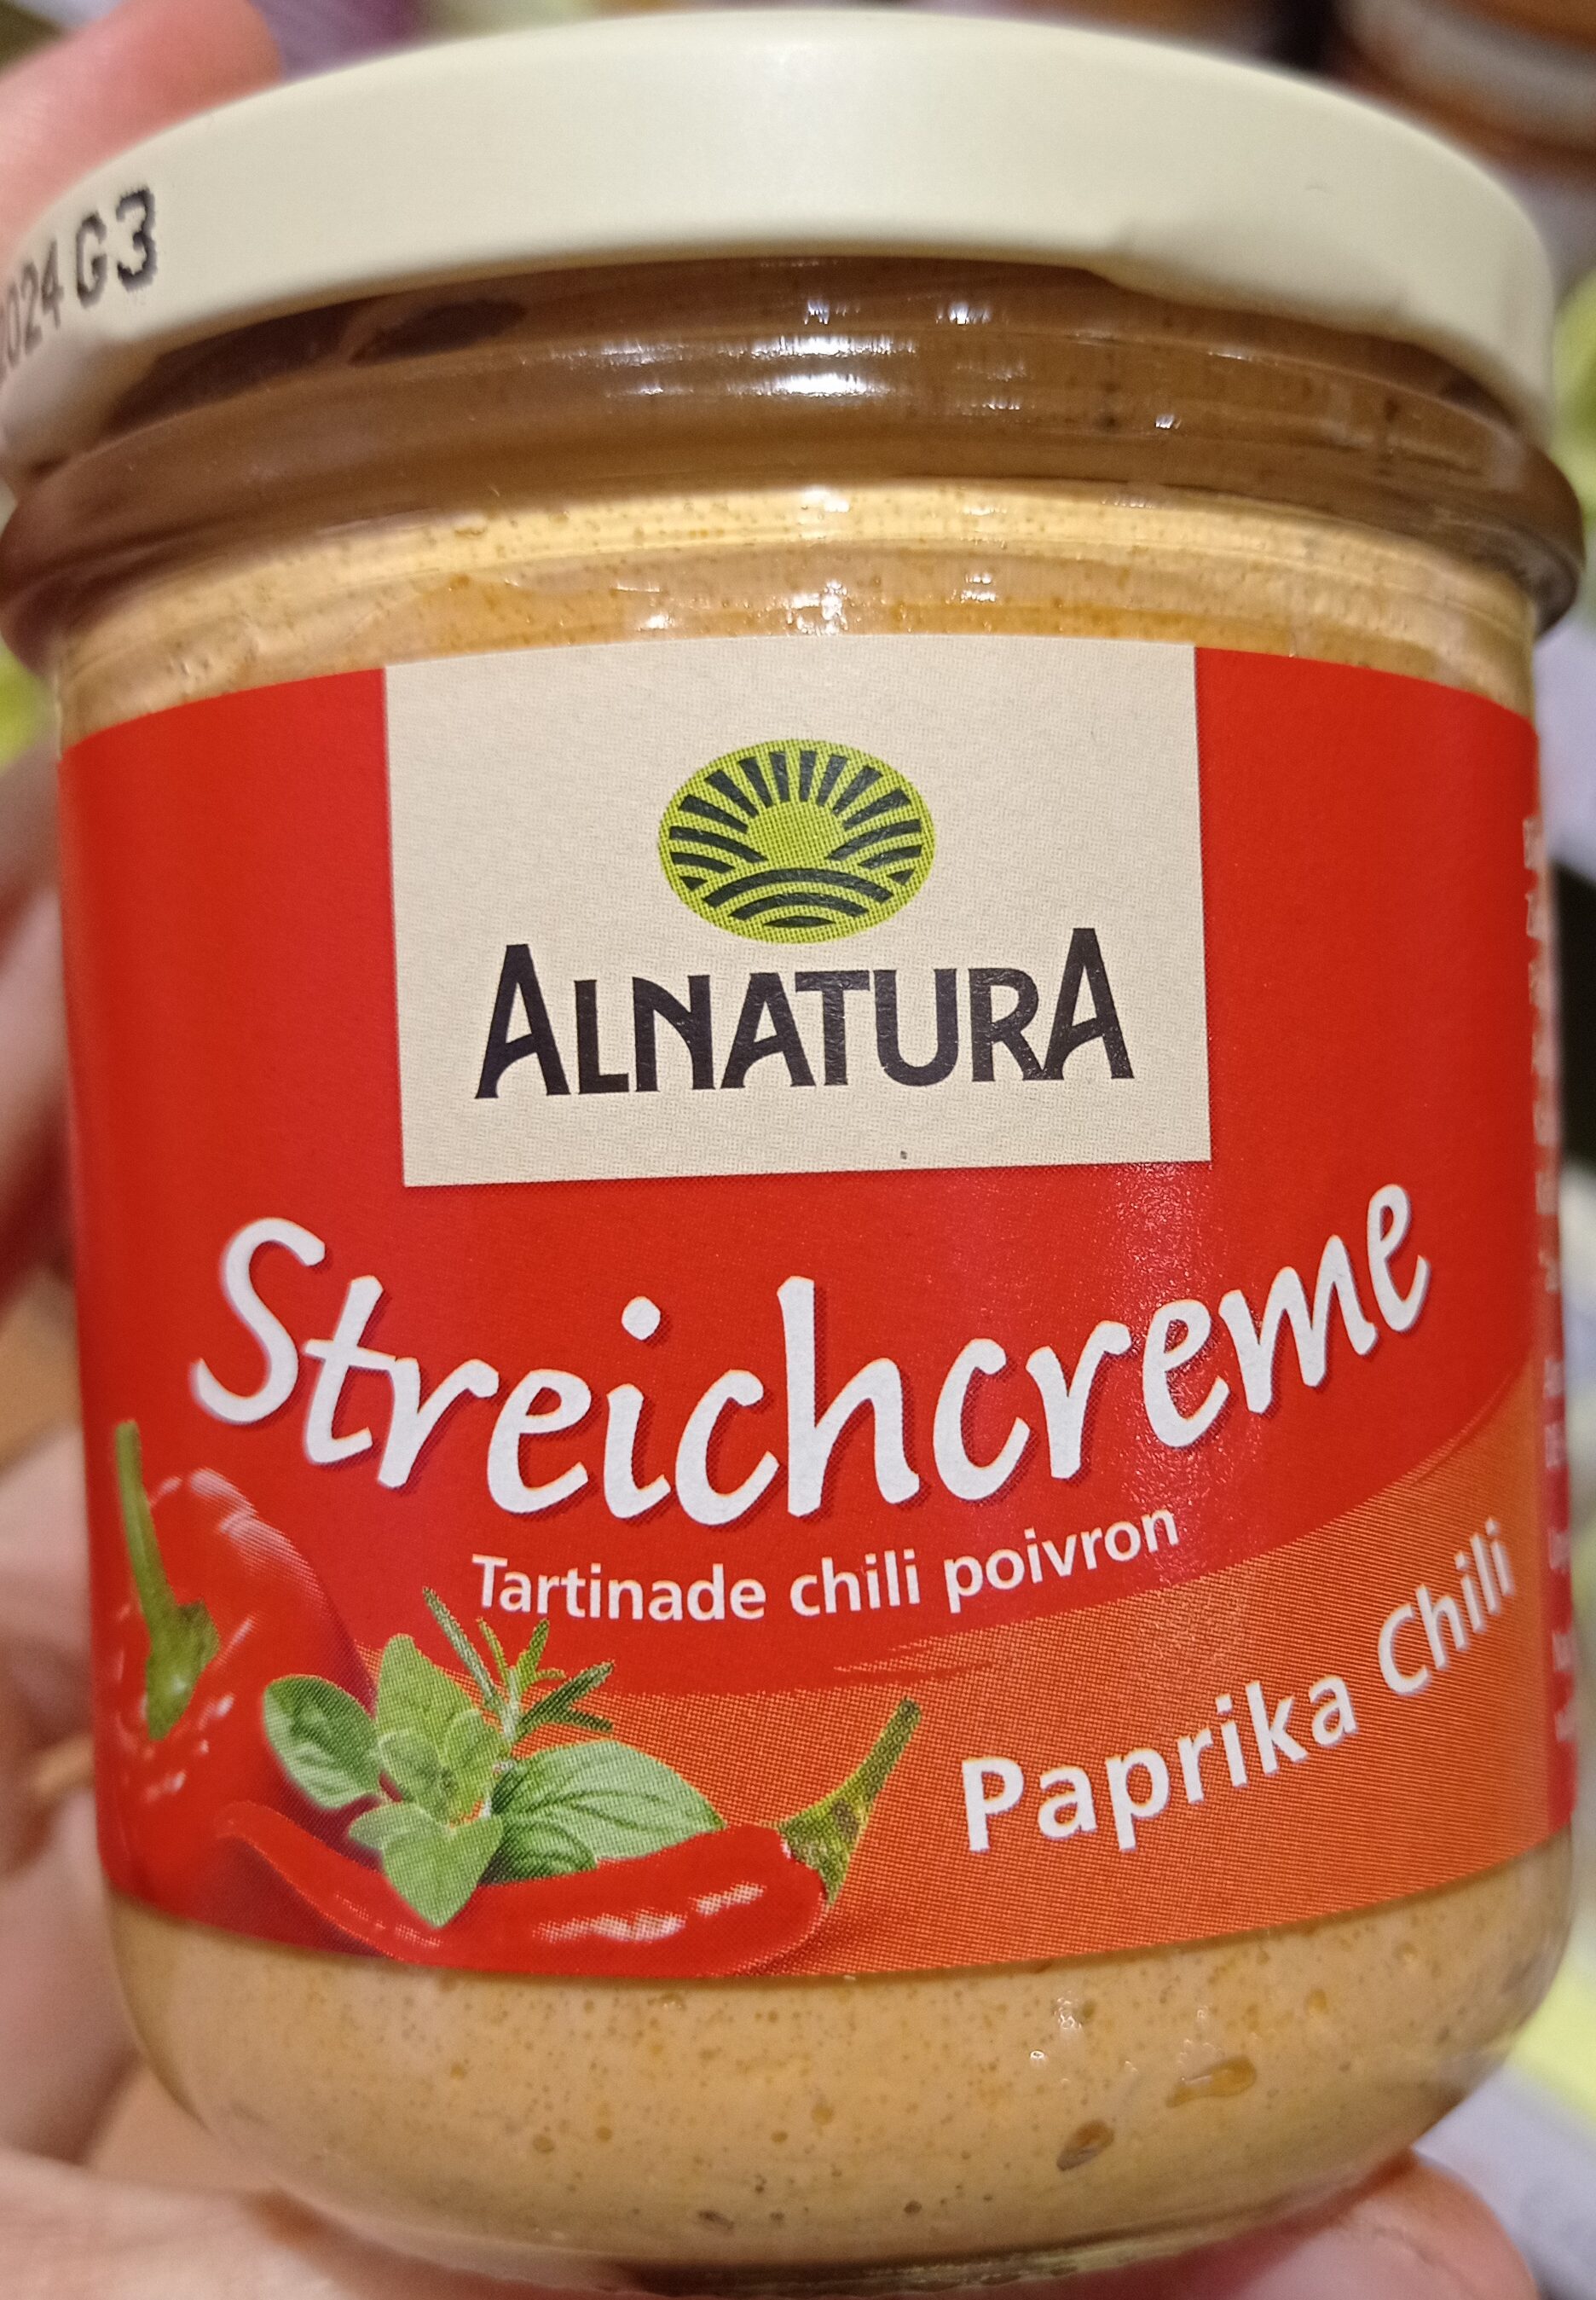 2024 G3
ALNATURA
Streichcreme
Tartinade chili poivron
Paprika Chili